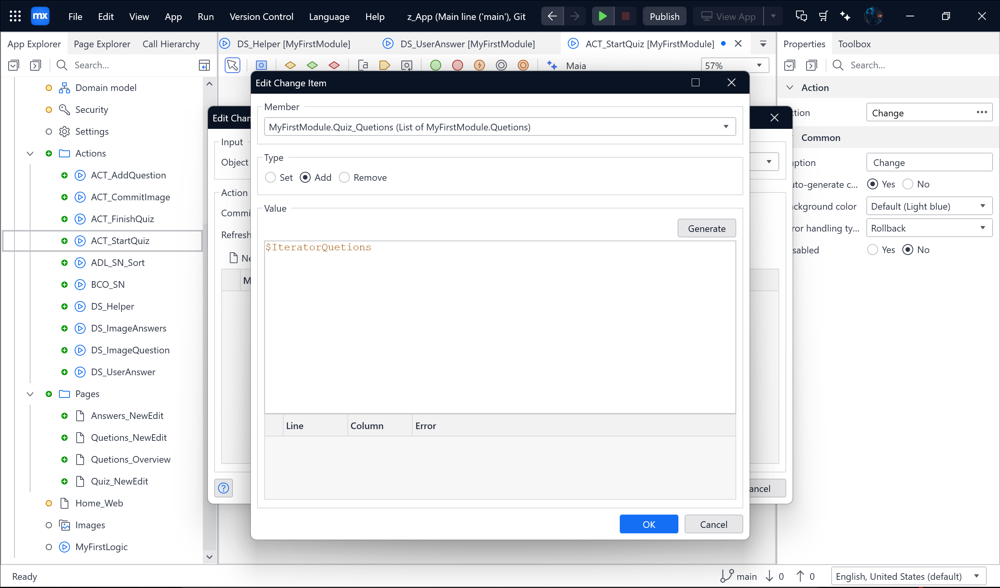 mx File Edit View App Run Version Control Language Help z_App (Main line ('main'), Git Publish View App
App Explorer Page Explorer Call Hierarchy
DS_Helper [MyFirstModule] DS_UserAnswer [MyFirstModule] ACT_StartQuiz [MyFirstModule]
Properties Toolbox
Search...
Maia 57%
Search...
Domain model
Security
Settings
Actions
ACT_AddQuestion
ACT_CommitImage
ACT_FinishQuiz
ACT_StartQuiz
ADL_SN_Sort
BCO_SN
DS_Helper
DS_ImageAnswers
DS_ImageQuestion
DS_UserAnswer
Pages
Answers_NewEdit
Quetions_NewEdit
Quetions_Overview
Quiz_NewEdit
Home_Web
Images
MyFirstLogic
Edit Chan
Input
Object
Action
Commi
Refresh
Ne
M
ancel
Edit Change Item
Member
MyFirstModule.Quiz_Quetions (List of MyFirstModule.Quetions)
Type
Set Add Remove
Value
Generate
$IteratorQuetions
Line Column Error
OK Cancel
Action
ction Change
Common
aption Change
uto-generate c... Yes No
ckground color Default (Light blue)
ror handling ty... Rollback
sabled Yes No
Ready main 0 0 English, United States (default)